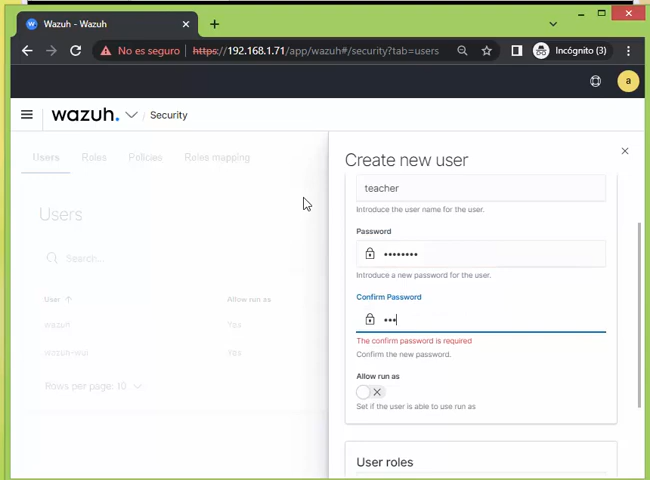 Wazuh - Wazuh
No es seguro https://192.168.1.71/app/wazuh#/security?tab=users Incógnito (3)
a
wazuh. Security
Users Roles Policies Roles mapping
Users
Search...
User Allow run as
wazuh Yes
wazuh-wui Yes
Rows per page: 10
Create new user
teacher
Introduce the user name for the user.
Password
••••••••
Introduce a new password for the user.
Confirm Password
•••
The confirm password is required
Confirm the new password.
Allow run as
Set if the user is able to use run as
User roles